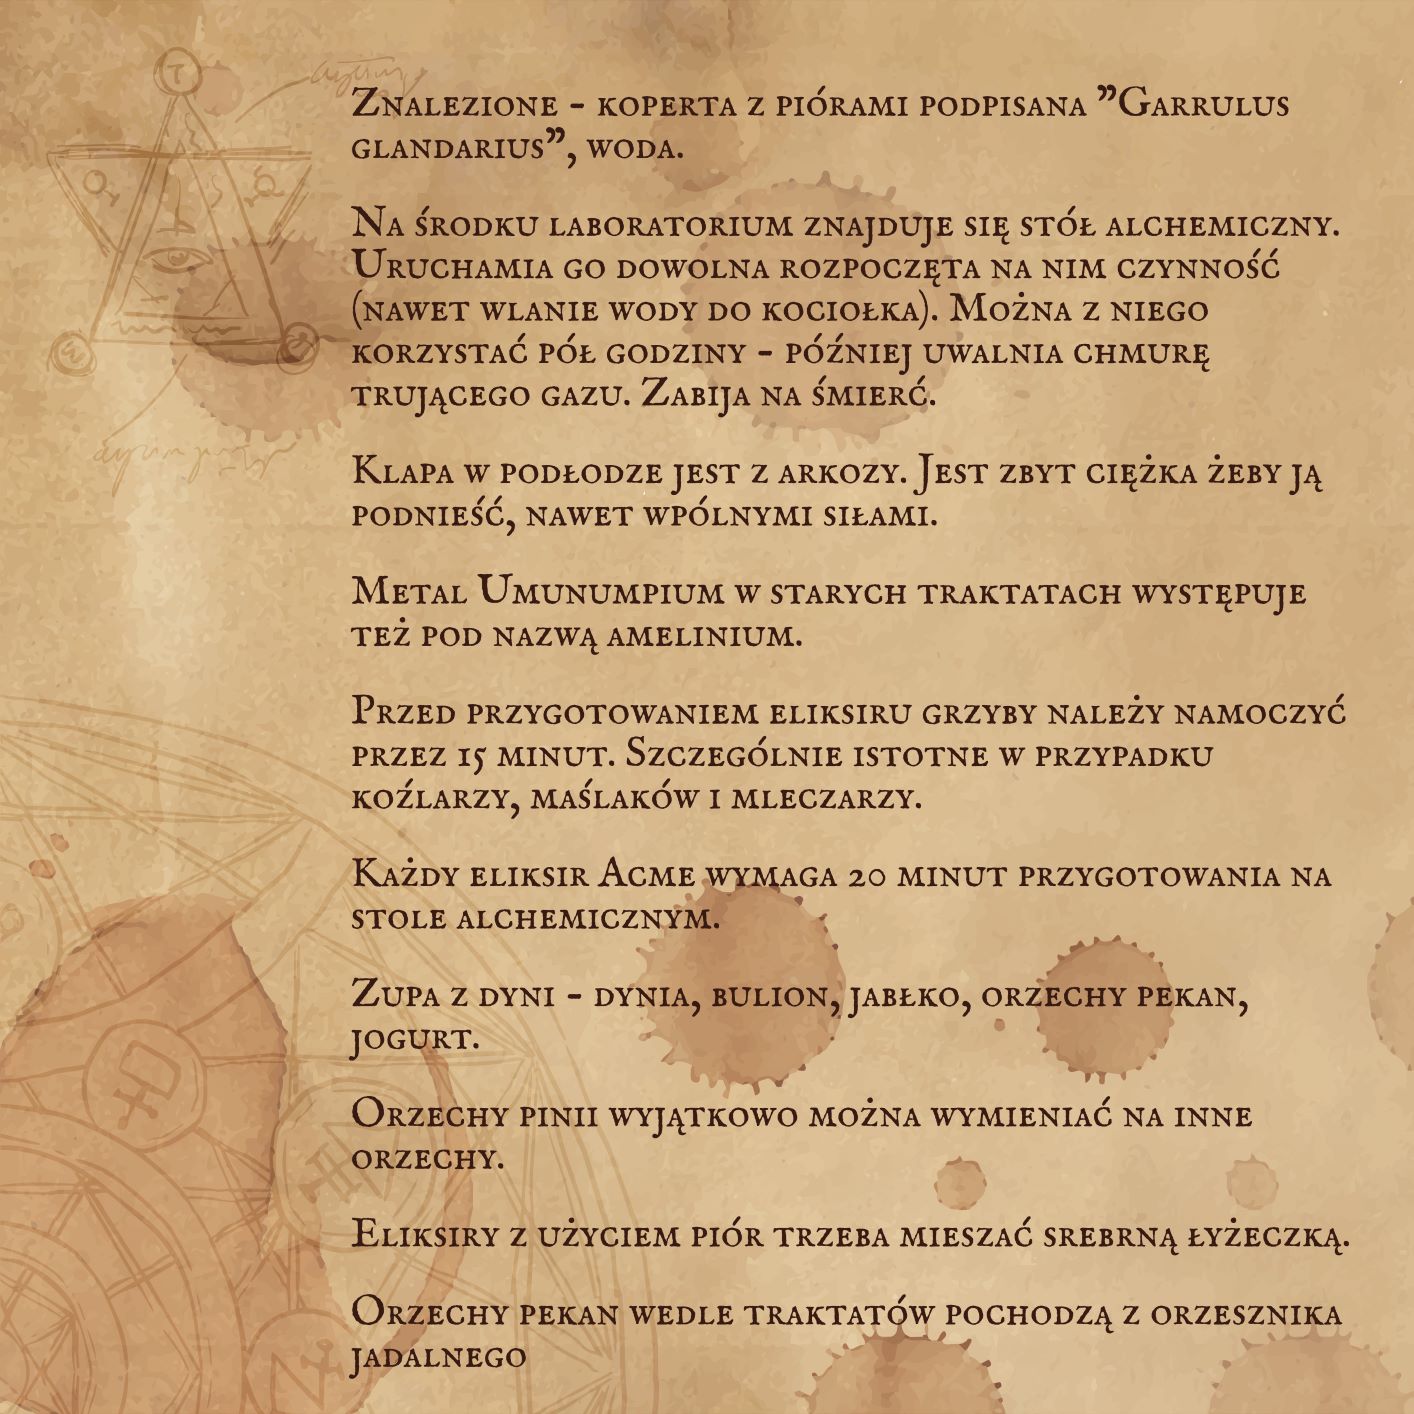 Znalezione - koperta z piórami podpisana ”Garrulus
glandarius”, woda.
Na środku laboratorium znajduje się stół alchemiczny.
Uruchamia go dowolna rozpoczęta na nim czynność
(nawet wlanie wody do kociołka). Można z niego
korzystać pół godziny - później uwalnia chmurę
trującego gazu. Zabija na śmierć.
Klapa w podłodze jest z arkozy. Jest zbyt ciężka żeby ją
podnieść, nawet wpólnymi siłami.
Metal Umunumpium w starych traktatach występuje
też pod nazwą amelinium.
Przed przygotowaniem eliksiru grzyby należy namoczyć
przez 15 minut. Szczególnie istotne w przypadku
koźlarzy, maślaków i mleczarzy.
Każdy eliksir Acme wymaga 20 minut przygotowania na
stole alchemicznym.
Zupa z dyni - dynia, bulion, jabłko, orzechy pekan,
jogurt.
Orzechy pinii wyjątkowo można wymieniać na inne
orzechy.
Eliksiry z użyciem piór trzeba mieszać srebrną łyżeczką.
Orzechy pekan wedle traktatów pochodzą z orzesznika
jadalnego